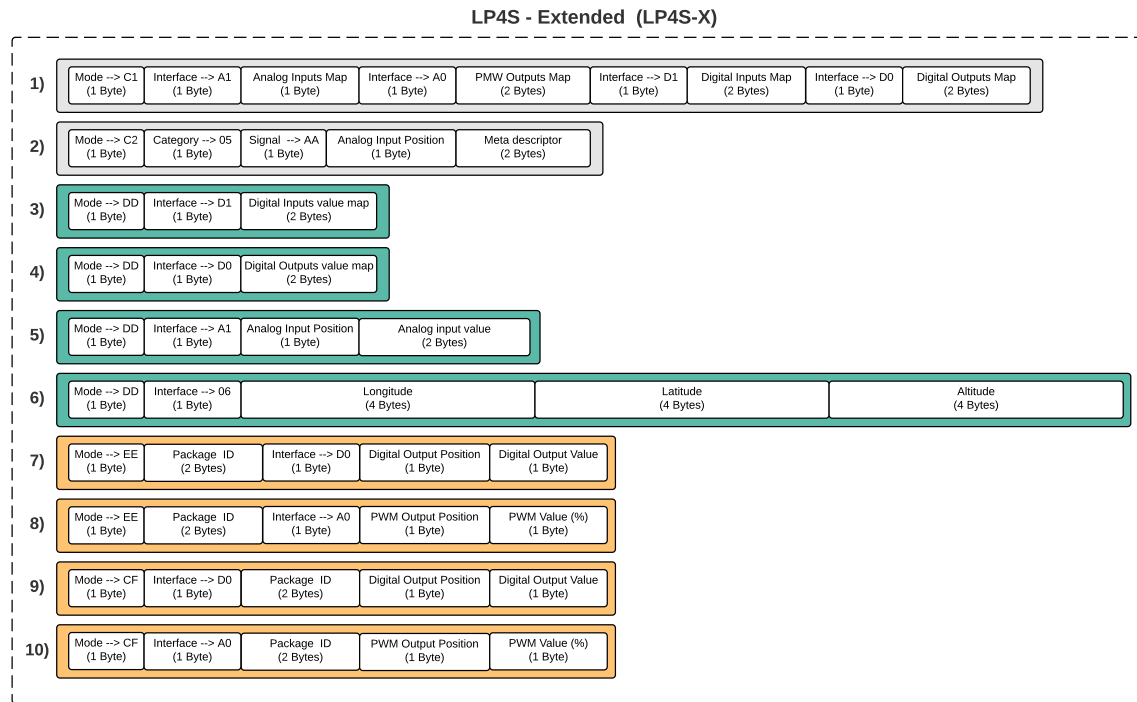 LP4S - Extended (LP4S-X)
1)
Mode --> C1
(1 Byte)
Interface --> A1
(1 Byte)
Analog Inputs Map
(1 Byte)
Interface --> A0
(1 Byte)
PMW Outputs Map
(2 Bytes)
Interface --> D1
(1 Byte)
Digital Inputs Map
(2 Bytes)
Interface --> D0
(1 Byte)
Digital Outputs Map
(2 Bytes)
2)
Mode --> C2
(1 Byte)
Category --> 05
(1 Byte)
Signal --> AA
(1 Byte)
Analog Input Position
(1 Byte)
Meta descriptor
(2 Bytes)
3)
Mode --> DD
(1 Byte)
Interface --> D1
(1 Byte)
Digital Inputs value map
(2 Bytes)
4)
Mode --> DD
(1 Byte)
Interface --> D0
(1 Byte)
Digital Outputs value map
(2 Bytes)
5)
Mode --> DD
(1 Byte)
Interface --> A1
(1 Byte)
Analog Input Position
(1 Byte)
Analog input value
(2 Bytes)
6)
Mode --> DD
(1 Byte)
Interface --> 06
(1 Byte)
Longitude
(4 Bytes)
Latitude
(4 Bytes)
Altitude
(4 Bytes)
7)
Mode --> EE
(1 Byte)
Package ID
(2 Bytes)
Interface --> D0
(1 Byte)
Digital Output Position
(1 Byte)
Digital Output Value
(1 Byte)
8)
Mode --> EE
(1 Byte)
Package ID
(2 Bytes)
Interface --> A0
(1 Byte)
PWM Output Position
(1 Byte)
PWM Value (%)
(1 Byte)
9)
Mode --> CF
(1 Byte)
Interface --> D0
(1 Byte)
Package ID
(2 Bytes)
Digital Output Position
(1 Byte)
Digital Output Value
(1 Byte)
10)
Mode --> CF
(1 Byte)
Interface --> A0
(1 Byte)
Package ID
(2 Bytes)
PWM Output Position
(1 Byte)
PWM Value (%)
(1 Byte)